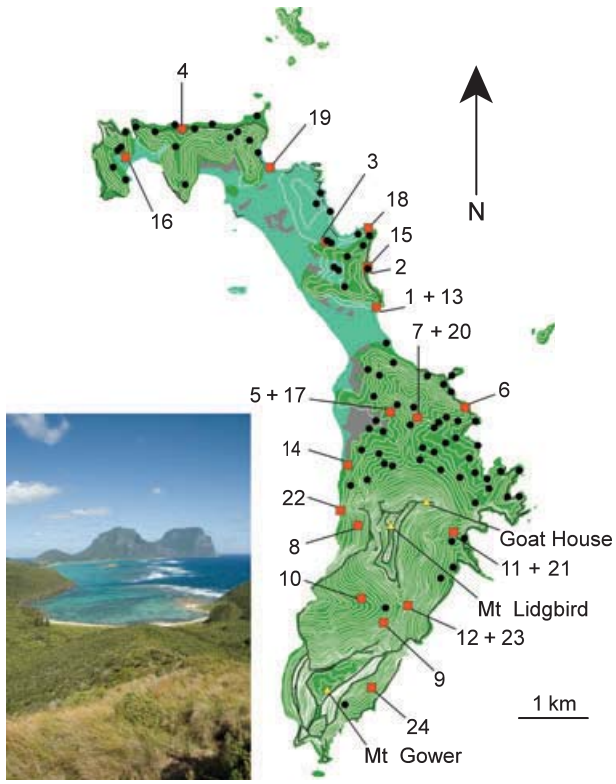 4
19
3
18
16
N
15
2
1 + 13
7 + 20
5 + 17
6
14
22
Goat House
8
11 + 21
10
Mt Lidgbird
12 + 23
9
24
1 km
Mt Gower